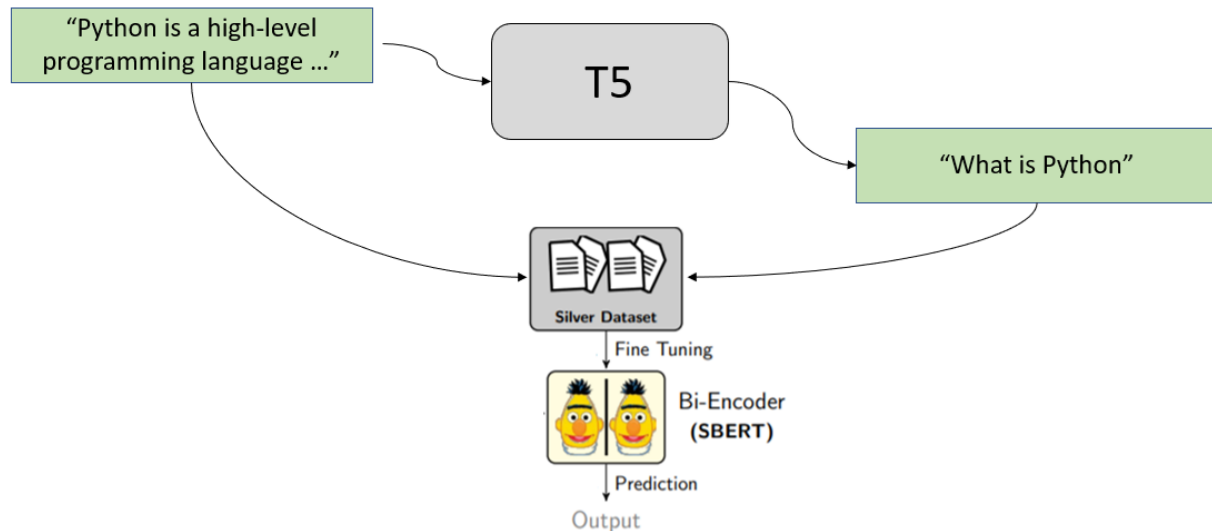 “Python is a high-level
programming language …”
T5
“What is Python”
Silver Dataset
Fine Tuning
Bi-Encoder
(SBERT)
Prediction
Output